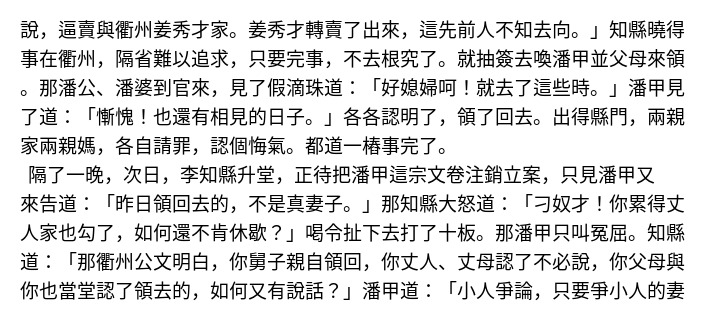 說，逼賣與衢州姜秀才家。姜秀才轉賣了出來，這先前人不知去向。」知縣曉得
事在衢州，隔省難以追求，只要完事，不去根究了。就抽簽去喚潘甲並父母來領
。那潘公、潘婆到官來，見了假滴珠道：「好媳婦呵！就去了這些時。」潘甲見
了道：「慚愧！也還有相見的日子。」各各認明了，領了回去。出得縣門，兩親
家兩親媽，各自請罪，認個悔氣。都道一樁事完了。
隔了一晚，次日，李知縣升堂，正待把潘甲這宗文卷注銷立案，只見潘甲又
來告道：「昨日領回去的，不是真妻子。」那知縣大怒道：「刁奴才！你累得丈
人家也勾了，如何還不肯休歇？」喝令扯下去打了十板。那潘甲只叫冤屈。知縣
道：「那衢州公文明白，你舅子親自領回，你丈人、丈母認了不必說，你父母與
你也當堂認了領去的，如何又有說話？」潘甲道：「小人爭論，只要爭小人的妻